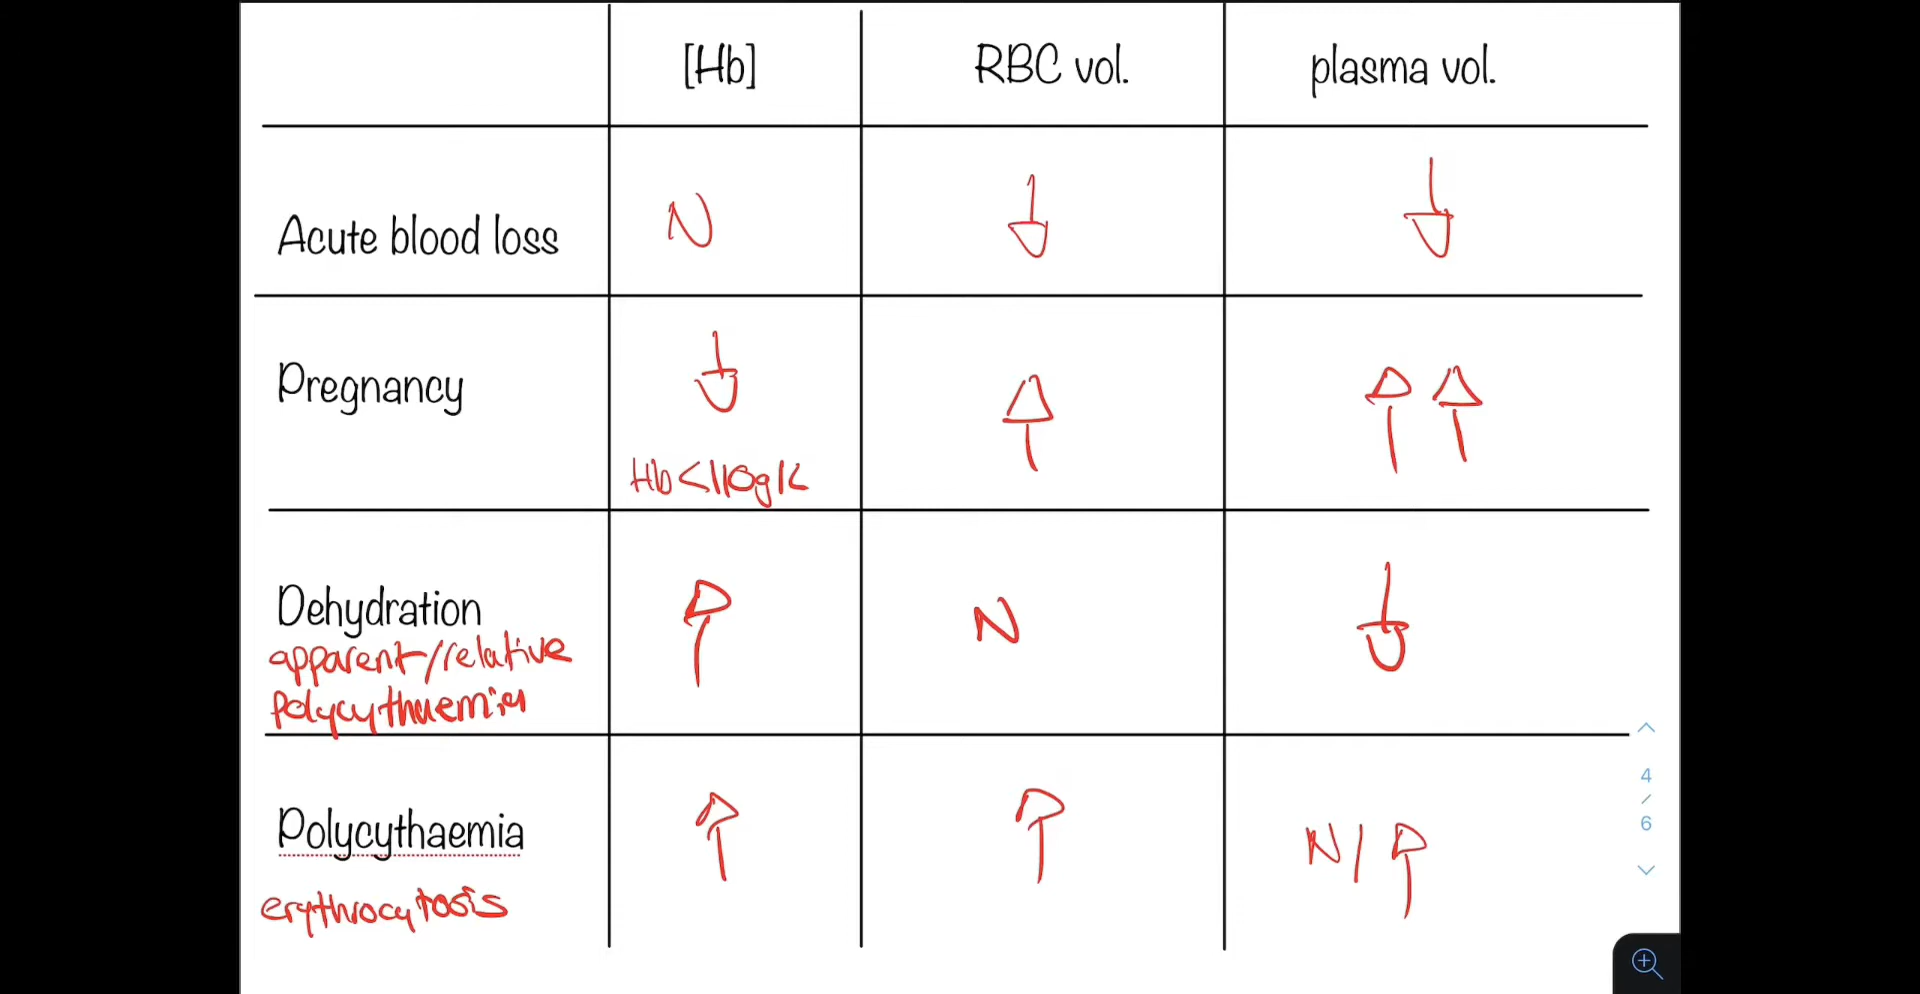 [Hb] RBC vol. plasma vol.
Acute blood loss N ↓ ↓
Pregnancy ↓ ↑ ↑↑
Hb<110g/L
Dehydration ↑ N ↓
apparent/relative
polycythaemia
Polycythaemia ↑ ↑ N/↑
erythrocytosis
4
/
6